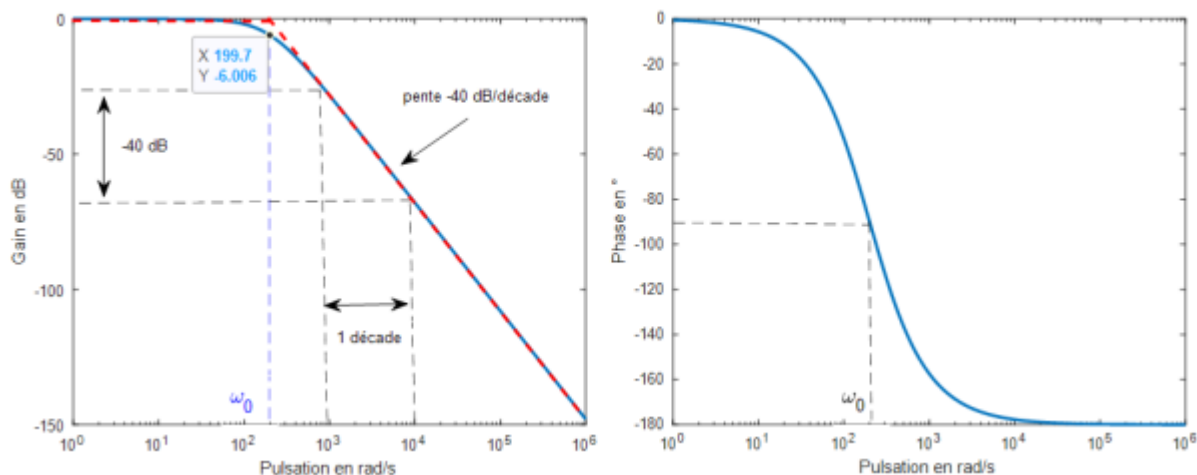 0
X 199.7
Y -6.006
pente -40 dB/décade
-40 dB
-50
Gain en dB
-100
1 décade
ω0
-150
10^0 10^1 10^2 10^3 10^4 10^5 10^6
Pulsation en rad/s
0
-20
-40
-60
-80
Phase en °
-100
-120
-140
-160
ω0
-180
10^0 10^1 10^2 10^3 10^4 10^5 10^6
Pulsation en rad/s